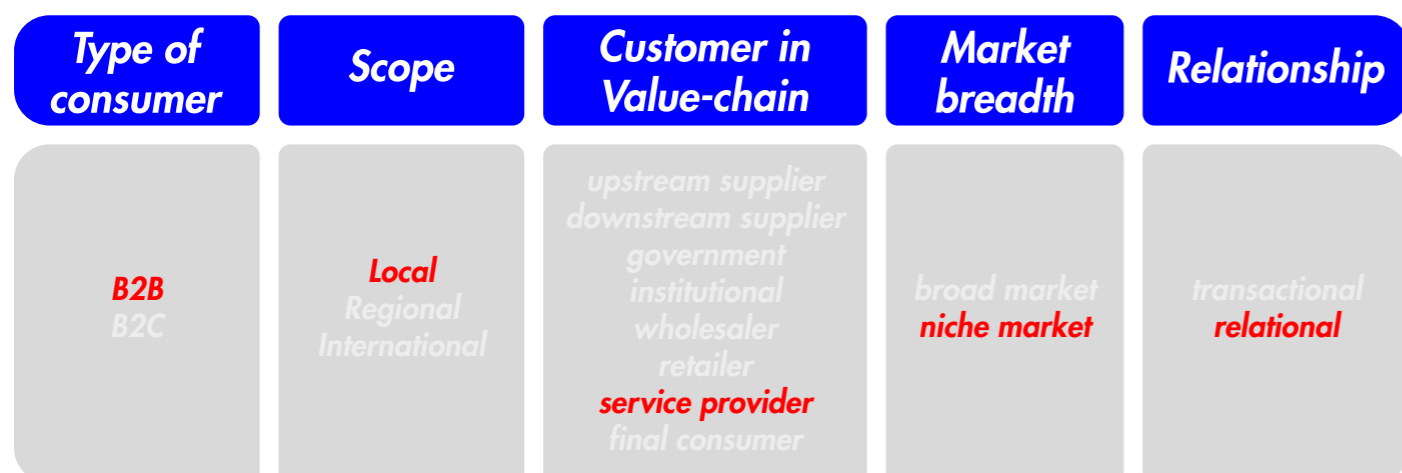 Type of
consumer
Scope
Customer in
Value-chain
Market
breadth
Relationship
B2B
B2C
Local
Regional
International
upstream supplier
downstream supplier
government
institutional
wholesaler
retailer
service provider
final consumer
broad market
niche market
transactional
relational